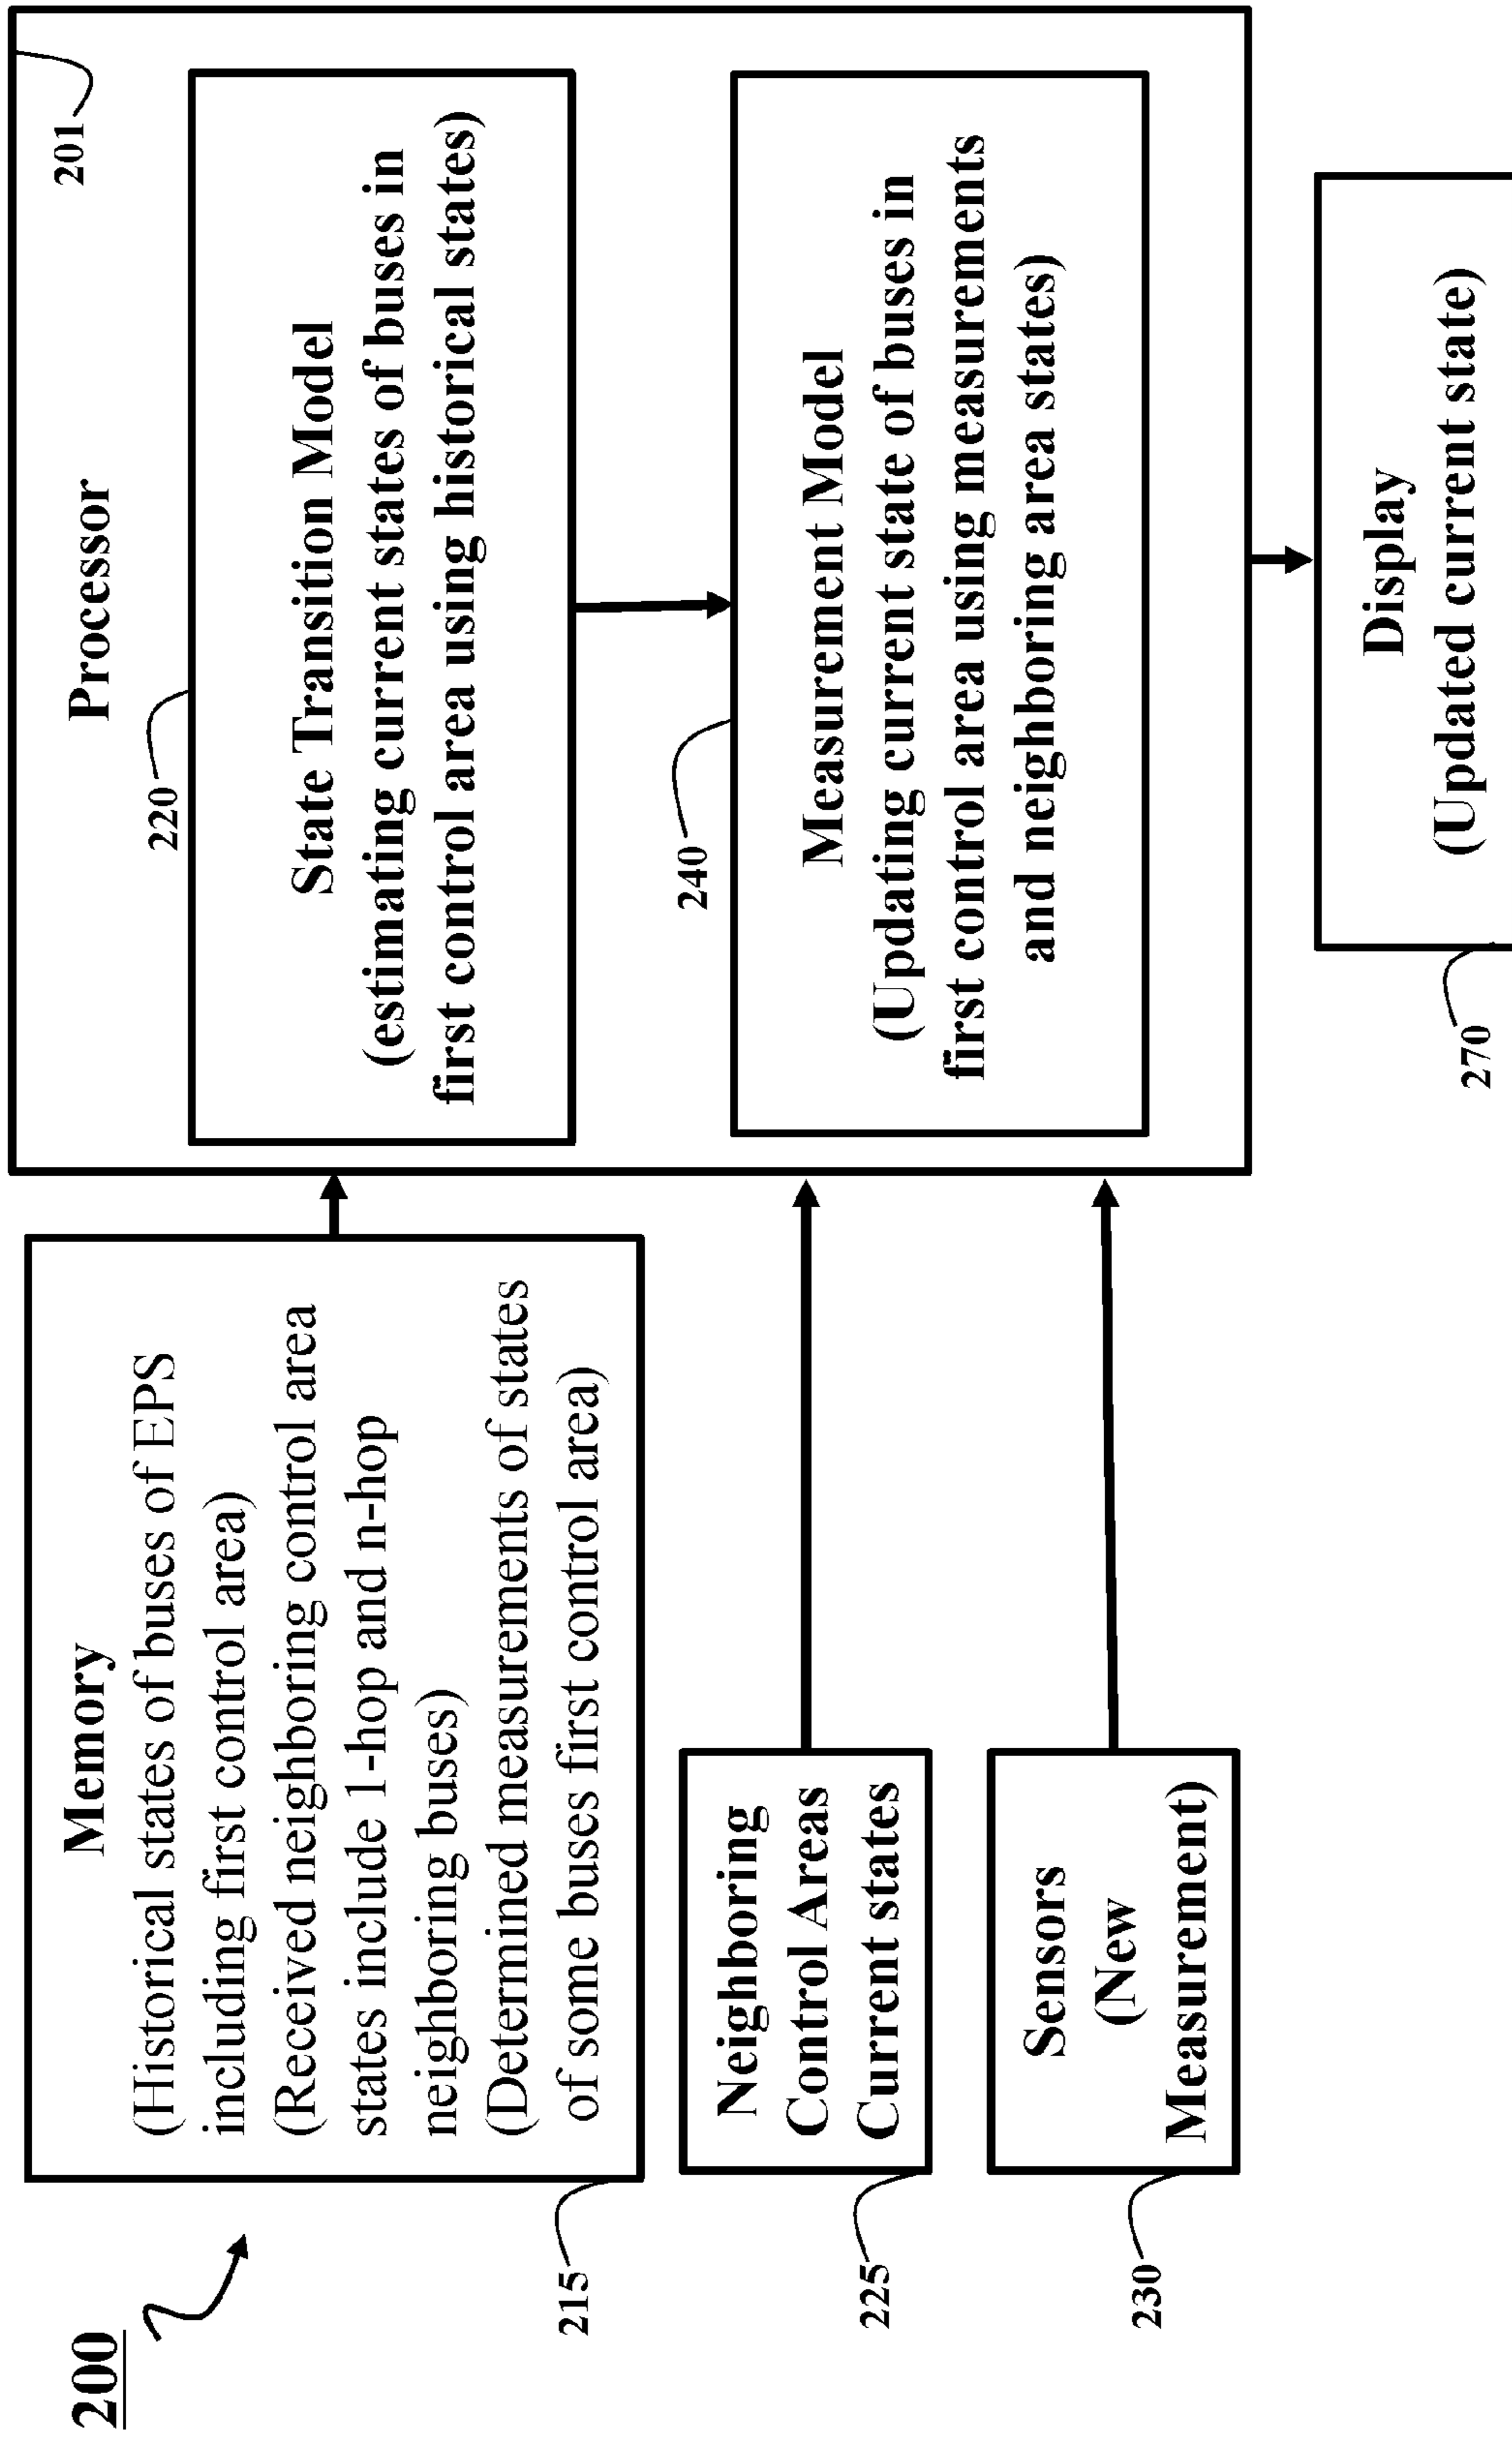 200
Memory
(Historical states of buses of EPS
including first control area)
(Received neighboring control area
states include 1-hop and n-hop
neighboring buses)
(Determined measurements of states
of some buses first control area)
215
Neighboring
Control Areas
Current states
225
Sensors
(New
Measurement)
230
Processor
201
220
State Transition Model
(estimating current states of buses in
first control area using historical states)
240
Measurement Model
(Updating current state of buses in
first control area using measurements
and neighboring area states)
Display
(Updated current state)
270